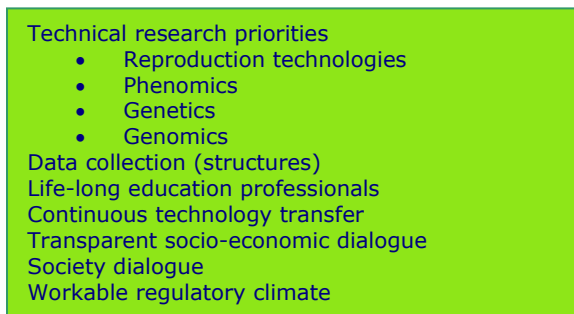 Technical research priorities
• Reproduction technologies
• Phenomics
• Genetics
• Genomics
Data collection (structures)
Life-long education professionals
Continuous technology transfer
Transparent socio-economic dialogue
Society dialogue
Workable regulatory climate